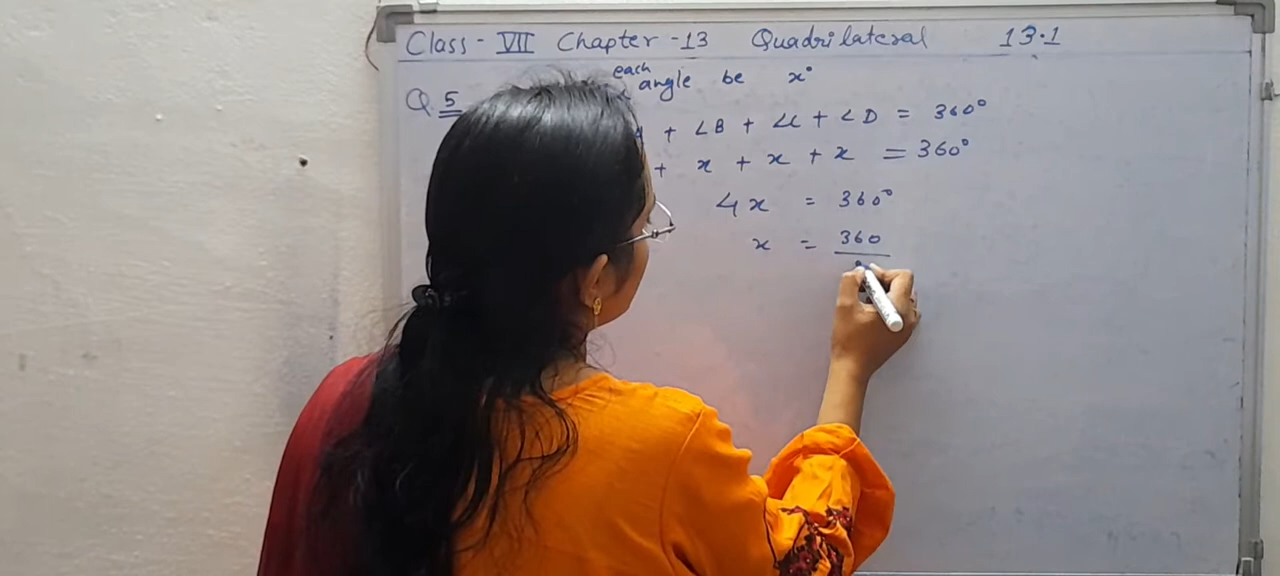 Class - VII Chapter - 13 Quadrilateral 13.1
each
Q. 5 angle be x°
+ ∠B + ∠C + ∠D = 360°
+ x + x + x = 360°
4x = 360°
x = 360